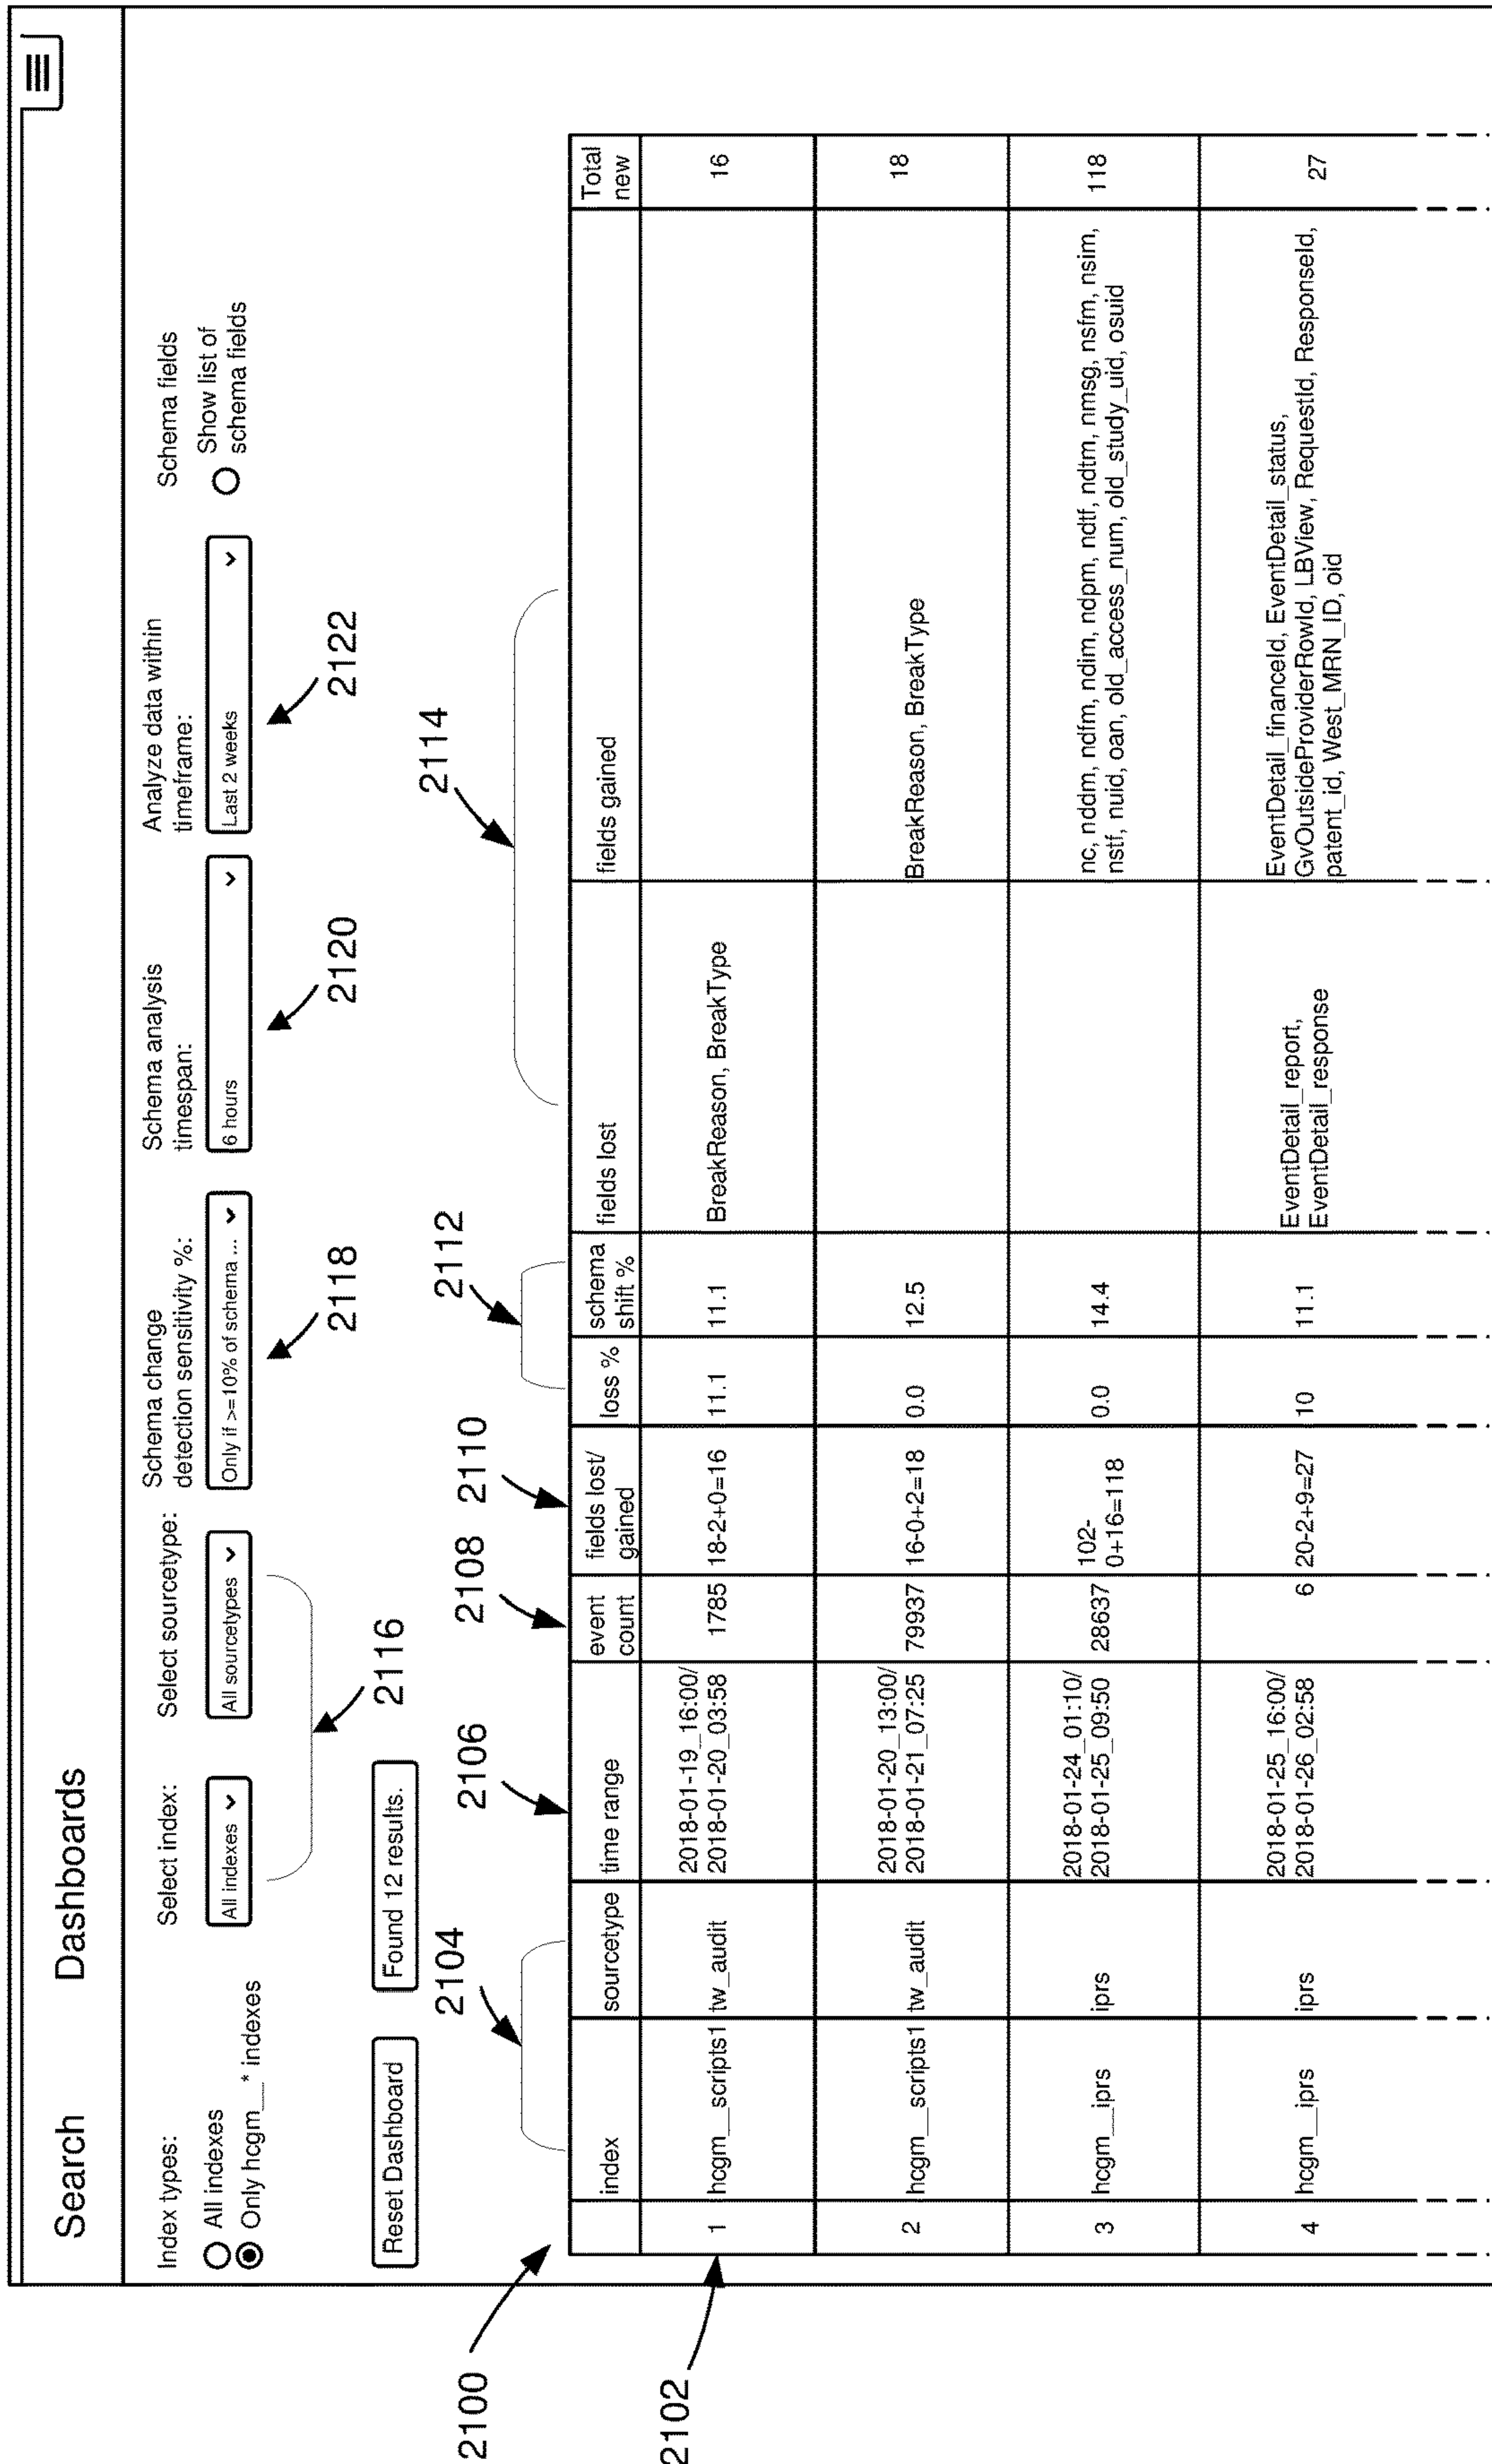 Search Dashboards
Index types:
All indexes
Only hcgm__* indexes
Select index:
All indexes
Select sourcetype:
All sourcetypes
Schema change
detection sensitivity %:
Only if >=10% of schema ...
Schema analysis
timespan:
6 hours
Analyze data within
timeframe:
Last 2 weeks
Schema fields
Show list of
schema fields
2116
2118
2120
2122
Reset Dashboard
Found 12 results.
2100
2104
2106
2108
2110
2112
2114
index
sourcetype
time range
event
count
fields lost/
gained
loss %
schema
shift %
fields lost
fields gained
Total
new
2102
1
hcgm__scripts1
tw_audit
2018-01-19_16:00/
2018-01-20_03:58
1785
18-2+0=16
11.1
11.1
BreakReason, BreakType
16
2
hcgm__scripts1
tw_audit
2018-01-20_13:00/
2018-01-21_07:25
79937
16-0+2=18
0.0
12.5
BreakReason, BreakType
18
3
hcgm__iprs
iprs
2018-01-24_01:10/
2018-01-25_09:50
28637
102-
0+16=118
0.0
14.4
nc, nddm, ndfm, ndim, ndpm, ndtf, ndtm, nmsg, nsfm, nsim,
nstf, nuid, oan, old_access_num, old_study_uid, osuid
118
4
hcgm__iprs
iprs
2018-01-25_16:00/
2018-01-26_02:58
6
20-2+9=27
10
11.1
EventDetail_report,
EventDetail_response
EventDetail_financeId, EventDetail_status,
GvOutsideProviderRowId, LBView, RequestId, ResponseId,
patent_id, West_MRN_ID, oid
27